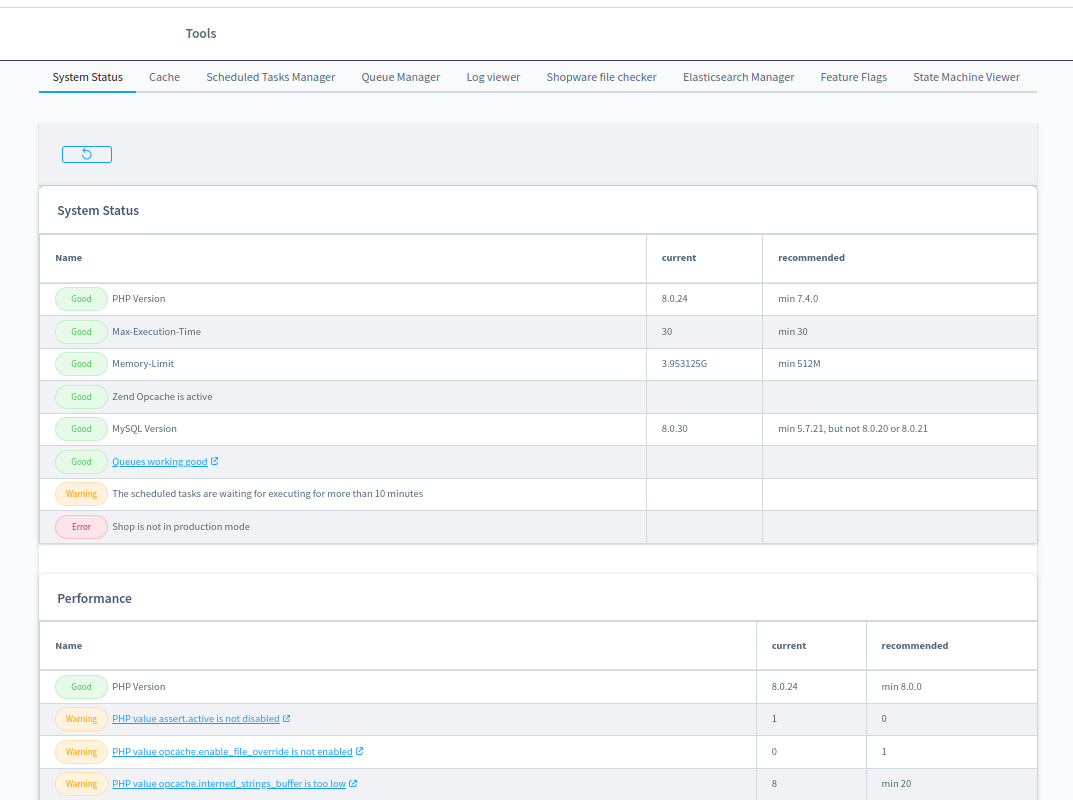 Tools
System Status Cache Scheduled Tasks Manager Queue Manager Log viewer Shopware file checker Elasticsearch Manager Feature Flags State Machine Viewer
System Status
Name current recommended
Good PHP Version 8.0.24 min 7.4.0
Good Max-Execution-Time 30 min 30
Good Memory-Limit 3.953125G min 512M
Good Zend Opcache is active
Good MySQL Version 8.0.30 min 5.7.21, but not 8.0.20 or 8.0.21
Good Queues working good
Warning The scheduled tasks are waiting for executing for more than 10 minutes
Error Shop is not in production mode
Performance
Name current recommended
Good PHP Version 8.0.24 min 8.0.0
Warning PHP value assert.active is not disabled 1 0
Warning PHP value opcache.enable_file_override is not enabled 0 1
Warning PHP value opcache.interned_strings_buffer is too low 8 min 20